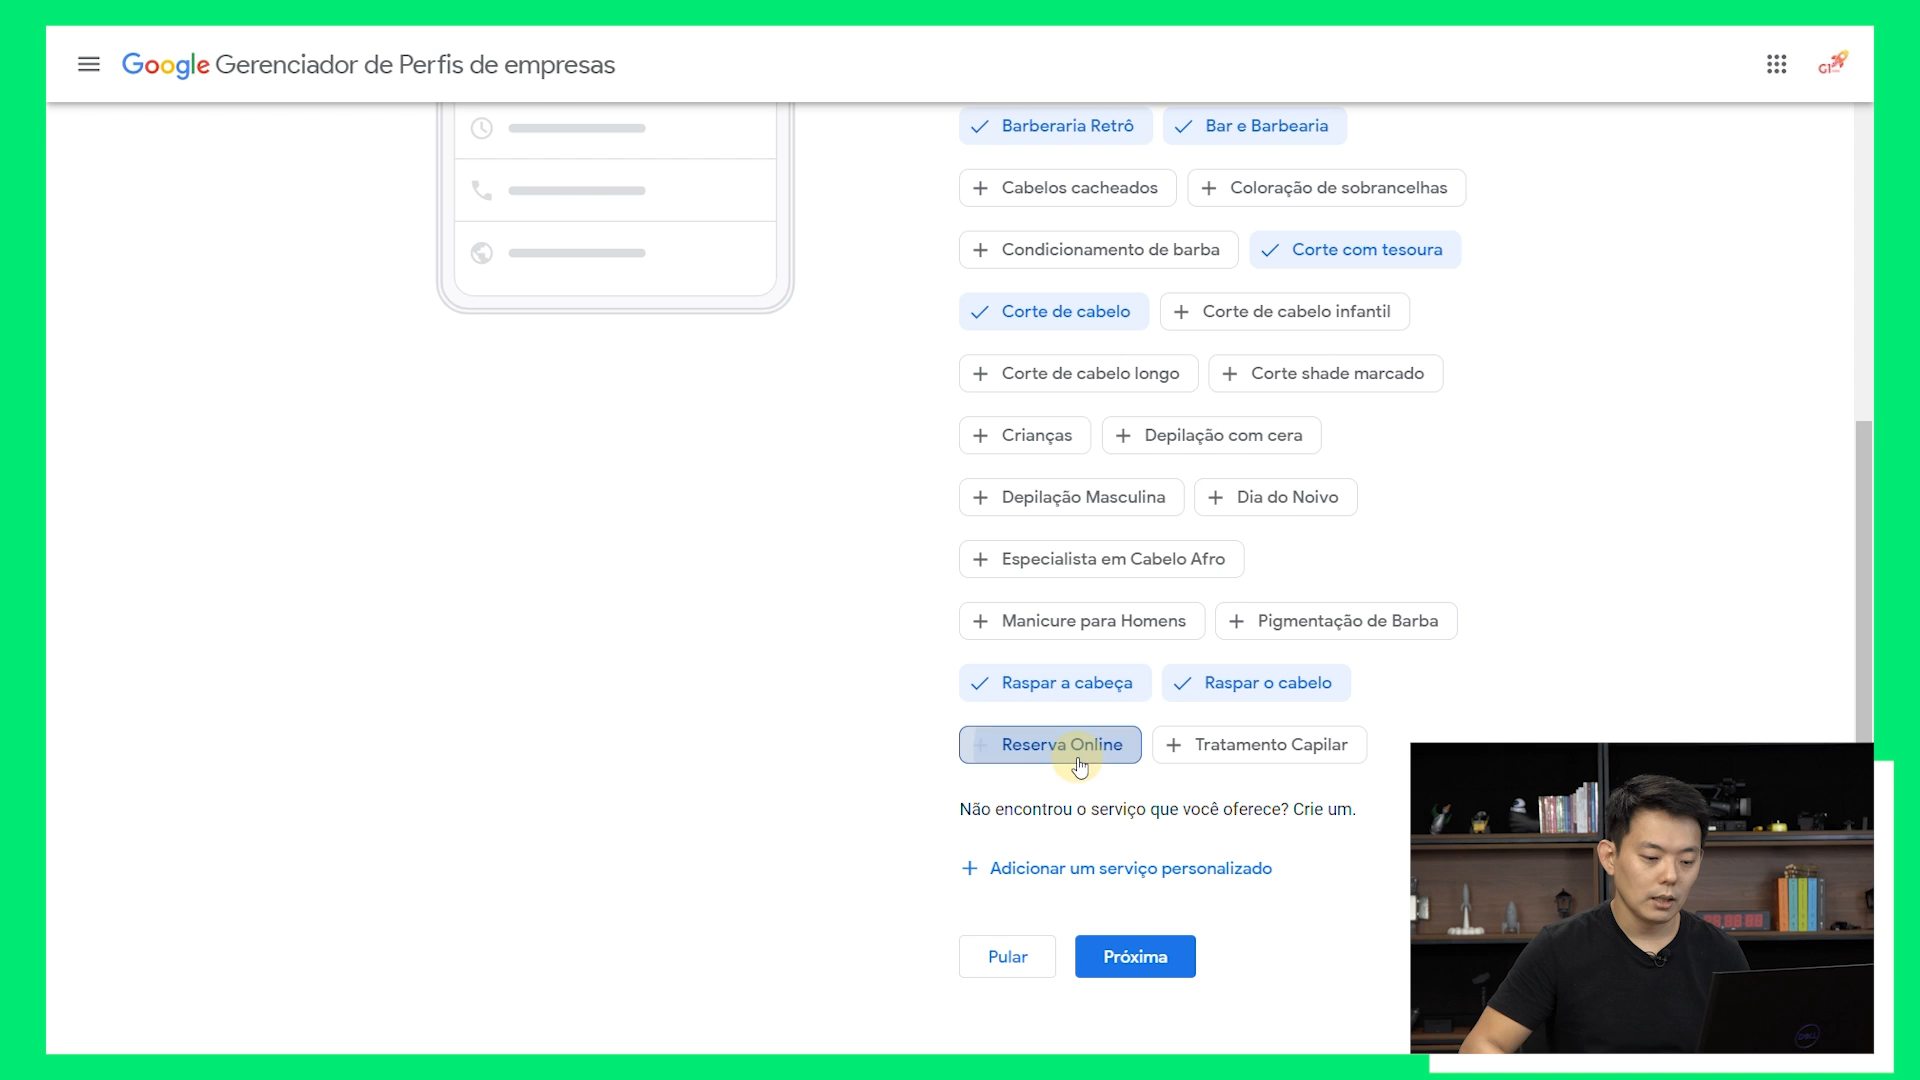 Google Gerenciador de Perfis de empresas
G1
Barberaria Retrô
Bar e Barbearia
Cabelos cacheados
Coloração de sobrancelhas
Condicionamento de barba
Corte com tesoura
Corte de cabelo
Corte de cabelo infantil
Corte de cabelo longo
Corte shade marcado
Crianças
Depilação com cera
Depilação Masculina
Dia do Noivo
Especialista em Cabelo Afro
Manicure para Homens
Pigmentação de Barba
Raspar a cabeça
Raspar o cabelo
Reserva Online
Tratamento Capilar
Não encontrou o serviço que você oferece? Crie um.
Adicionar um serviço personalizado
Pular
Próxima